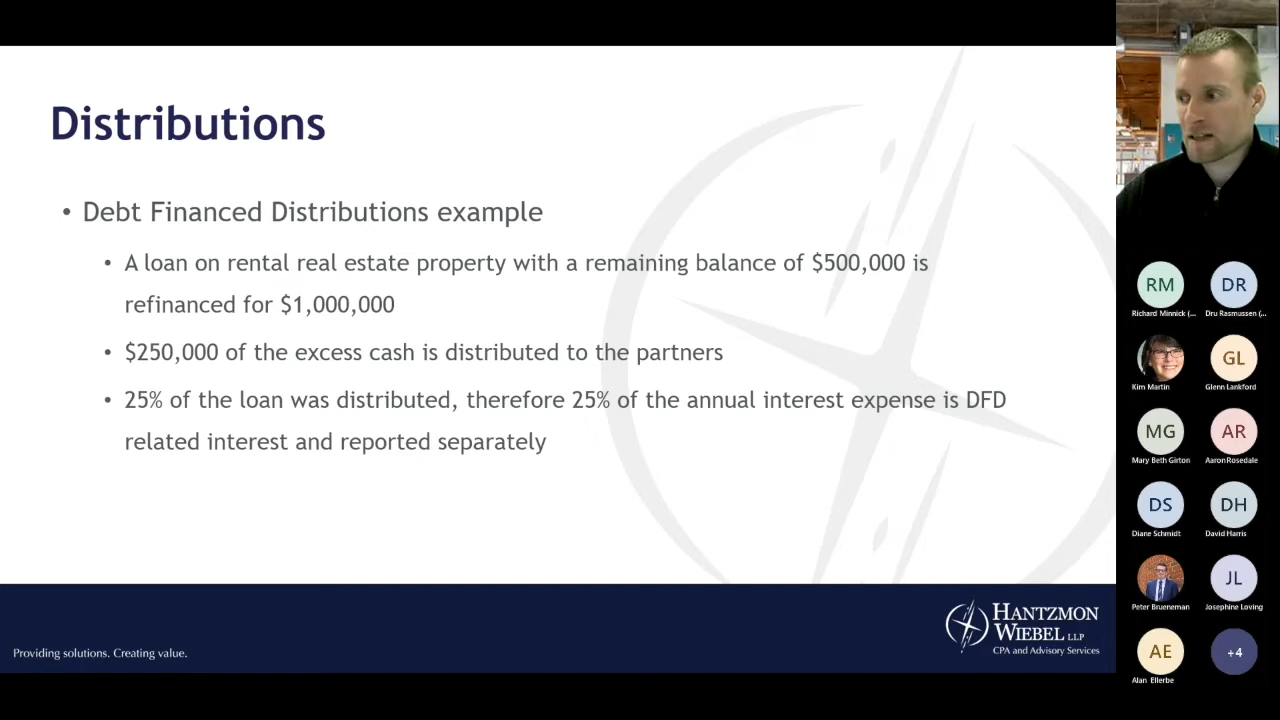 Distributions
• Debt Financed Distributions example
• A loan on rental real estate property with a remaining balance of $500,000 is
refinanced for $1,000,000
• $250,000 of the excess cash is distributed to the partners
• 25% of the loan was distributed, therefore 25% of the annual interest expense is DFD
related interest and reported separately
Providing solutions. Creating value.
HANTZMON
WIEBEL LLP
CPA and Advisory Services
RM
DR
Richard Minnick (...
Dru Rasmussen (...
GL
Kim Martin
Glenn Lankford
MG
AR
Mary Beth Girton
Aaron Rosedale
DS
DH
Diane Schmidt
David Harris
JL
Peter Brueneman
Josephine Loving
AE
+4
Alan Ellerbe